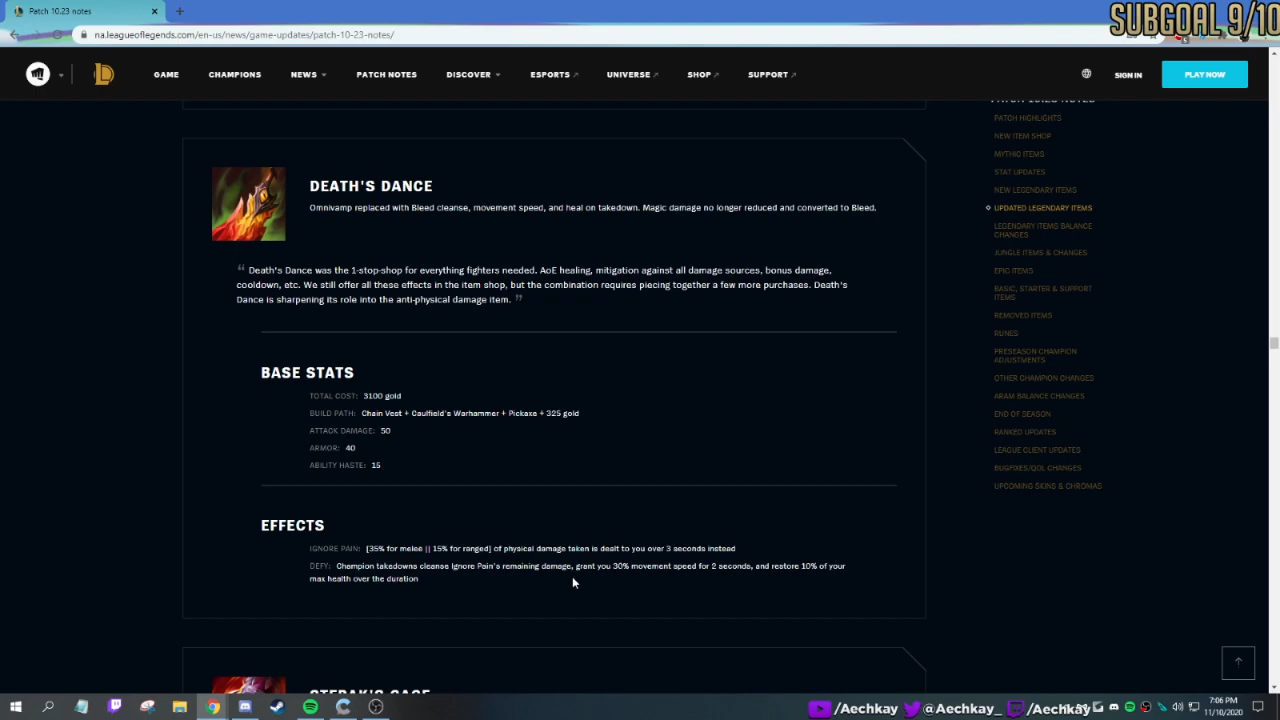 Patch 10.23 notes
SUBGOAL 9/10
na.leagueoflegends.com/en-us/news/game-updates/patch-10-23-notes/
GAME CHAMPIONS NEWS PATCH NOTES DISCOVER ESPORTS UNIVERSE SHOP SUPPORT SIGN IN PLAY NOW
PATCH 10.23 NOTES
PATCH HIGHLIGHTS
NEW ITEM SHOP
MYTHIC ITEMS
STAT UPDATES
NEW LEGENDARY ITEMS
UPDATED LEGENDARY ITEMS
LEGENDARY ITEMS BALANCE
CHANGES
JUNGLE ITEMS & CHANGES
EPIC ITEMS
BASIC, STARTER & SUPPORT
ITEMS
REMOVED ITEMS
RUNES
PRESEASON CHAMPION
ADJUSTMENTS
OTHER CHAMPION CHANGES
ARAM BALANCE CHANGES
END OF SEASON
RANKED UPDATES
LEAGUE CLIENT UPDATES
BUGFIXES/QOL CHANGES
UPCOMING SKINS & CHROMAS
DEATH'S DANCE
Omnivamp replaced with Bleed cleanse, movement speed, and heal on takedown. Magic damage no longer reduced and converted to Bleed.
“ Death's Dance was the 1-stop-shop for everything fighters needed. AoE healing, mitigation against all damage sources, bonus damage,
cooldown, etc. We still offer all these effects in the item shop, but the combination requires piecing together a few more purchases. Death's
Dance is sharpening its role into the anti-physical damage item. ”
BASE STATS
TOTAL COST: 3100 gold
BUILD PATH: Chain Vest + Caulfield's Warhammer + Pickaxe + 325 gold
ATTACK DAMAGE: 50
ARMOR: 40
ABILITY HASTE: 15
EFFECTS
IGNORE PAIN: [35% for melee || 15% for ranged] of physical damage taken is dealt to you over 3 seconds instead
DEFY: Champion takedowns cleanse Ignore Pain's remaining damage, grant you 30% movement speed for 2 seconds, and restore 10% of your
max health over the duration
STERAK'S GAGE
/Aechkay @Aechkay_ /Aechkay
7:06 PM
11/10/2020